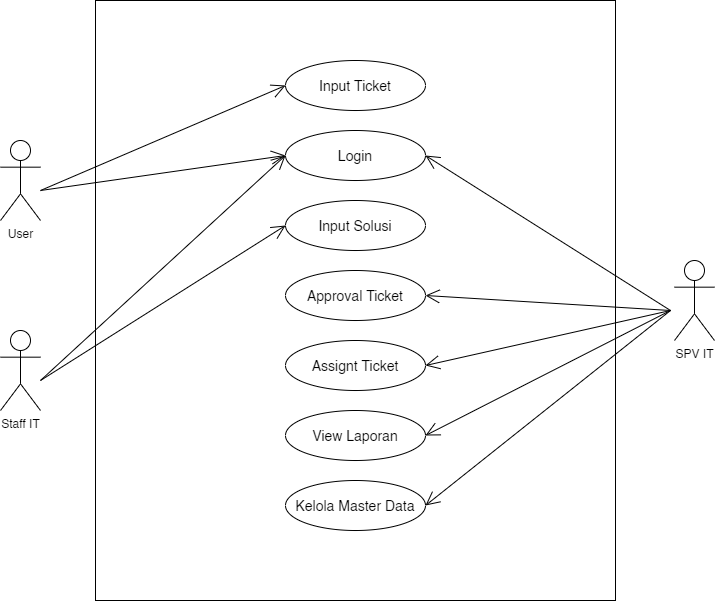 Input Ticket
Login
User
Input Solusi
Approval Ticket
SPV IT
Assignt Ticket
Staff IT
View Laporan
Kelola Master Data